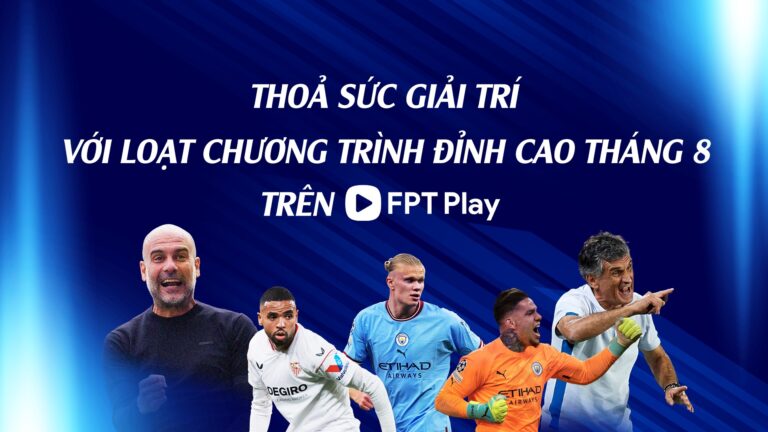 THOẢ SỨC GIẢI TRÍ
VỚI LOẠT CHƯƠNG TRÌNH ĐỈNH CAO THÁNG 8
TRÊN FPT Play
DEGIRO
ETIHAD
AIRWAYS
ETIHAD
AIRWAYS